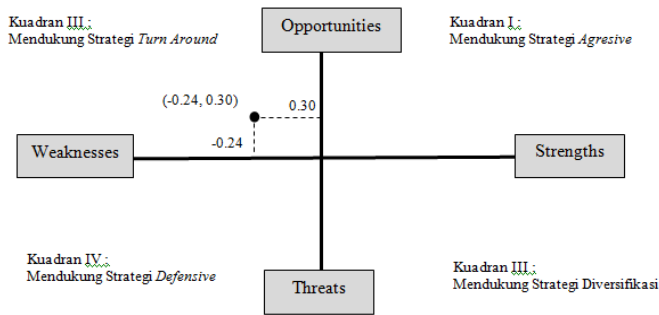 Kuadran III :
Mendukung Strategi Turn Around
Opportunities
Kuadran I :
Mendukung Strategi Agresive
(-0.24, 0.30)
0.30
-0.24
Weaknesses
Strengths
Kuadran IV :
Mendukung Strategi Defensive
Threats
Kuadran III :
Mendukung Strategi Diversifikasi